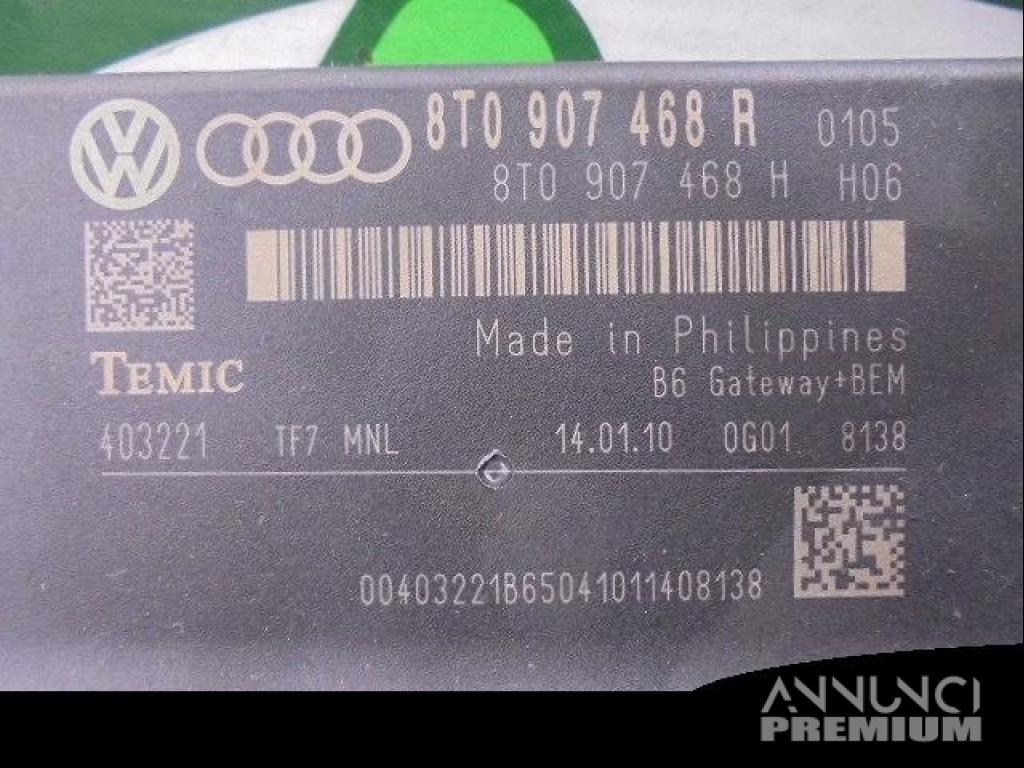 8T0 907 468 R 0105
8T0 907 468 H H06
Made in Philippines
TEMIC
B6 Gateway+BEM
403221 TF7 MNL 14.01.10 0G01 8138
00403221B65041011408138
ANNUNCI
PREMIUM